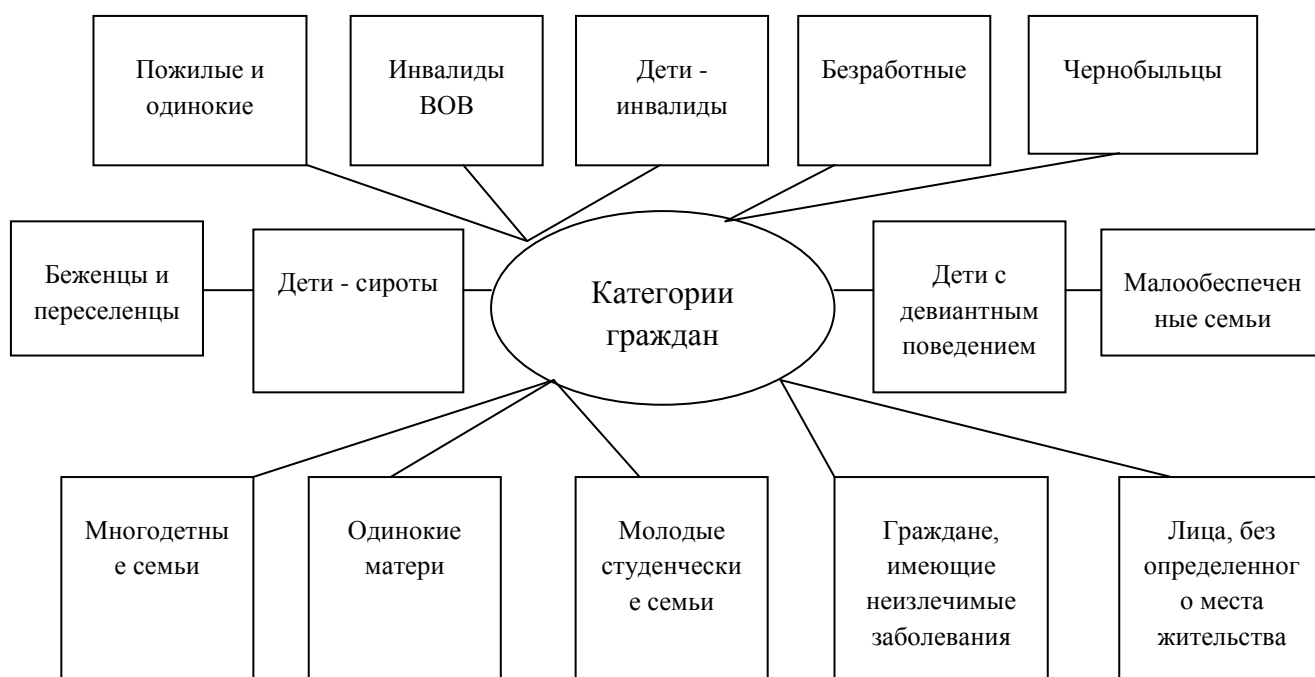 Пожилые и
одинокие
Инвалиды
ВОВ
Дети -
инвалиды
Безработные
Чернобыльцы
Беженцы и
переселенцы
Дети - сироты
Категории
граждан
Дети с
девиантным
поведением
Малообеспечен
ные семьи
Многодетны
е семьи
Одинокие
матери
Молодые
студенчески
е семьи
Граждане,
имеющие
неизлечимые
заболевания
Лица, без
определенног
о места
жительства